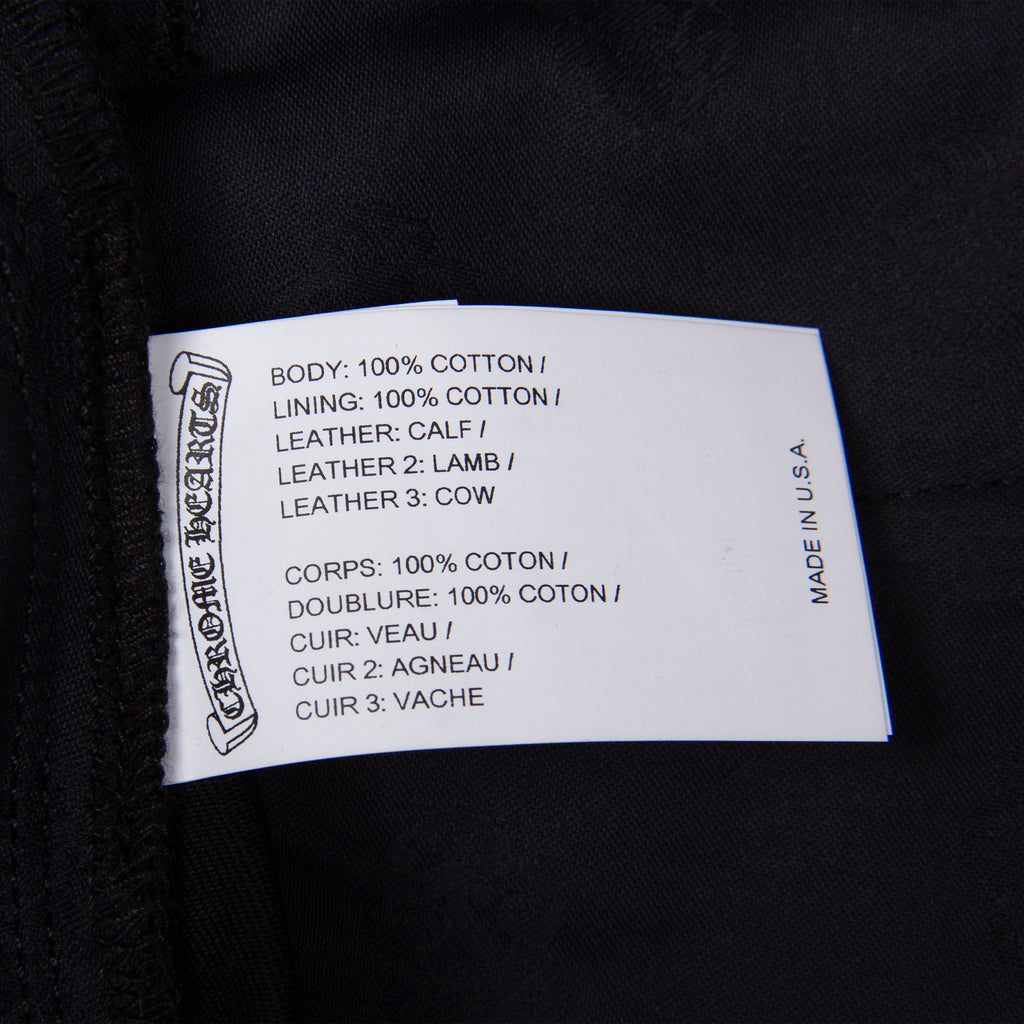 CHROME HEARTS
BODY: 100% COTTON /
LINING: 100% COTTON /
LEATHER: CALF /
LEATHER 2: LAMB /
LEATHER 3: COW
CORPS: 100% COTON /
DOUBLURE: 100% COTON /
CUIR: VEAU /
CUIR 2: AGNEAU /
CUIR 3: VACHE
MADE IN U.S.A.